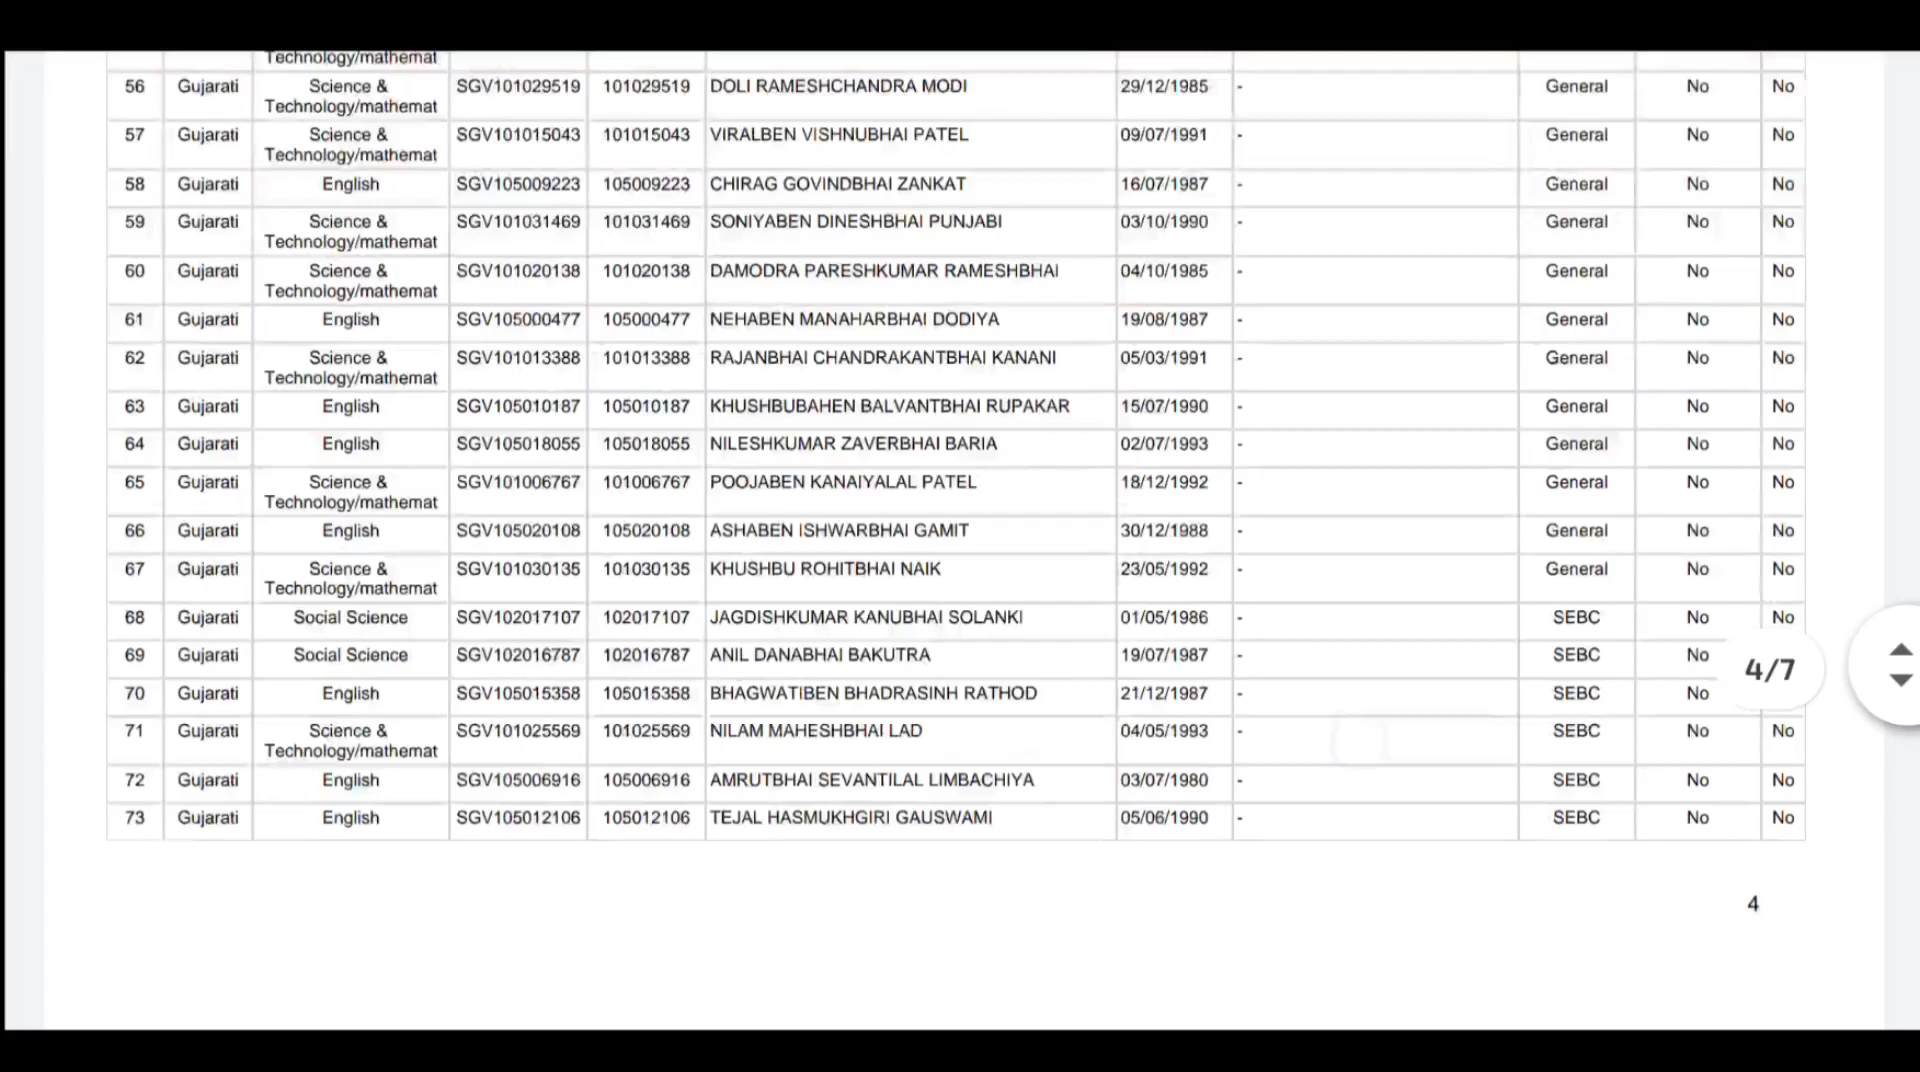 Technology/mathemat
56 Gujarati Science & SGV101029519 101029519 DOLI RAMESHCHANDRA MODI 29/12/1985 - General No No
Technology/mathemat
57 Gujarati Science & SGV101015043 101015043 VIRALBEN VISHNUBHAI PATEL 09/07/1991 - General No No
Technology/mathemat
58 Gujarati English SGV105009223 105009223 CHIRAG GOVINDBHAI ZANKAT 16/07/1987 - General No No
59 Gujarati Science & SGV101031469 101031469 SONIYABEN DINESHBHAI PUNJABI 03/10/1990 - General No No
Technology/mathemat
60 Gujarati Science & SGV101020138 101020138 DAMODRA PARESHKUMAR RAMESHBHAI 04/10/1985 - General No No
Technology/mathemat
61 Gujarati English SGV105000477 105000477 NEHABEN MANAHARBHAI DODIYA 19/08/1987 - General No No
62 Gujarati Science & SGV101013388 101013388 RAJANBHAI CHANDRAKANTBHAI KANANI 05/03/1991 - General No No
Technology/mathemat
63 Gujarati English SGV105010187 105010187 KHUSHBUBAHEN BALVANTBHAI RUPAKAR 15/07/1990 - General No No
64 Gujarati English SGV105018055 105018055 NILESHKUMAR ZAVERBHAI BARIA 02/07/1993 - General No No
65 Gujarati Science & SGV101006767 101006767 POOJABEN KANAIYALAL PATEL 18/12/1992 - General No No
Technology/mathemat
66 Gujarati English SGV105020108 105020108 ASHABEN ISHWARBHAI GAMIT 30/12/1988 - General No No
67 Gujarati Science & SGV101030135 101030135 KHUSHBU ROHITBHAI NAIK 23/05/1992 - General No No
Technology/mathemat
68 Gujarati Social Science SGV102017107 102017107 JAGDISHKUMAR KANUBHAI SOLANKI 01/05/1986 - SEBC No No
69 Gujarati Social Science SGV102016787 102016787 ANIL DANABHAI BAKUTRA 19/07/1987 - SEBC No
4/7
70 Gujarati English SGV105015358 105015358 BHAGWATIBEN BHADRASINH RATHOD 21/12/1987 - SEBC No
71 Gujarati Science & SGV101025569 101025569 NILAM MAHESHBHAI LAD 04/05/1993 - SEBC No No
Technology/mathemat
72 Gujarati English SGV105006916 105006916 AMRUTBHAI SEVANTILAL LIMBACHIYA 03/07/1980 - SEBC No No
73 Gujarati English SGV105012106 105012106 TEJAL HASMUKHGIRI GAUSWAMI 05/06/1990 - SEBC No No
4